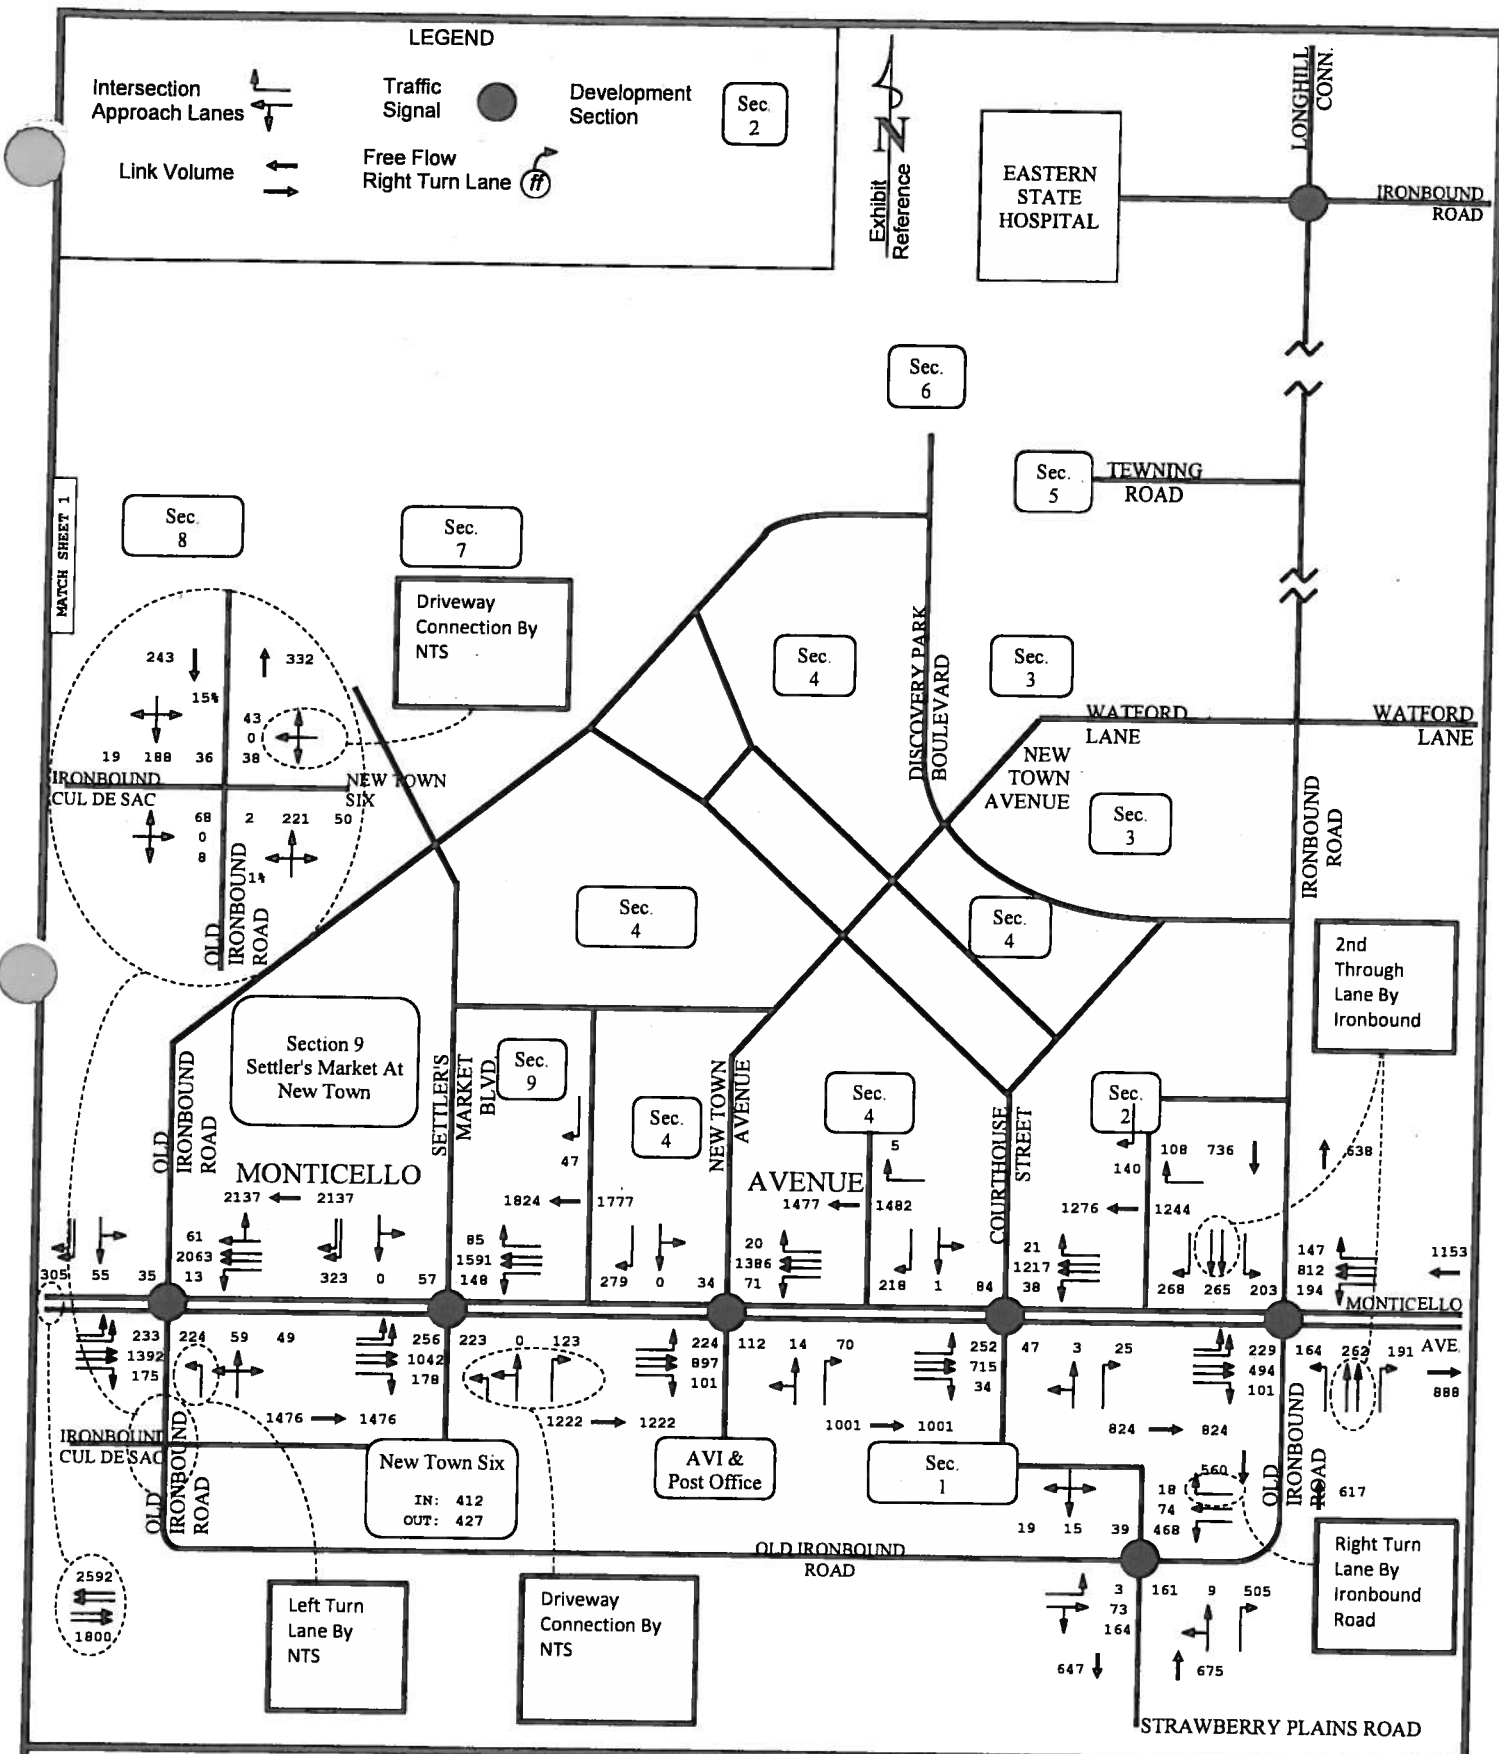 LEGEND
Intersection
Approach Lanes
Traffic
Signal
Development
Section
Sec.
2
Link Volume
Free Flow
Right Turn Lane
ff
N
Exhibit
Reference
EASTERN
STATE
HOSPITAL
LONGHILL
CONN.
IRONBOUND
ROAD
Sec.
6
Sec.
5
TEWNING
ROAD
MATCH SHEET 1
Sec.
8
Sec.
7
Driveway
Connection By
NTS
243
332
15%
43
0
38
19 188 36
IRONBOUND
CUL DE SAC
NEW TOWN
SIX
68
0
8
2 221 50
1%
OLD
IRONBOUND
ROAD
Sec.
4
DISCOVERY PARK
BOULEVARD
Sec.
3
WATFORD
LANE
WATFORD
LANE
NEW
TOWN
AVENUE
Sec.
3
IRONBOUND
ROAD
Sec.
4
Sec.
4
2nd
Through
Lane By
Ironbound
Section 9
Settler's Market At
New Town
OLD
IRONBOUND
ROAD
SETTLER'S
MARKET
BLVD.
Sec.
9
Sec.
4
NEW TOWN
AVENUE
Sec.
4
COURTHOUSE
STREET
Sec.
2
MONTICELLO
AVENUE
47
5
140
108 736
638
2137 2137
1824 1777
1477 1482
1276 1244
61
2063
13
85
1591
148
20
1386
71
21
1217
38
147
812
194
1153
305 55 35
323 0 57
279 0 34
218 1 84
268 265 203
MONTICELLO
AVE.
233
1392
175
224 59 49
256
1042
178
223 0 123
224
897
101
112 14 70
252
715
34
47 3 25
229
494
101
164 262 191
888
1476 1476
1222 1222
1001 1001
824 824
IRONBOUND
CUL DE SAC
OLD
IRONBOUND
ROAD
New Town Six
IN: 412
OUT: 427
AVI &
Post Office
Sec.
1
19 15 39
560
18
74
468
OLD
IRONBOUND
ROAD
617
OLD IRONBOUND
ROAD
2592
1800
Left Turn
Lane By
NTS
Driveway
Connection By
NTS
3
73
164
161 9 505
647
675
Right Turn
Lane By
Ironbound
Road
STRAWBERRY PLAINS ROAD